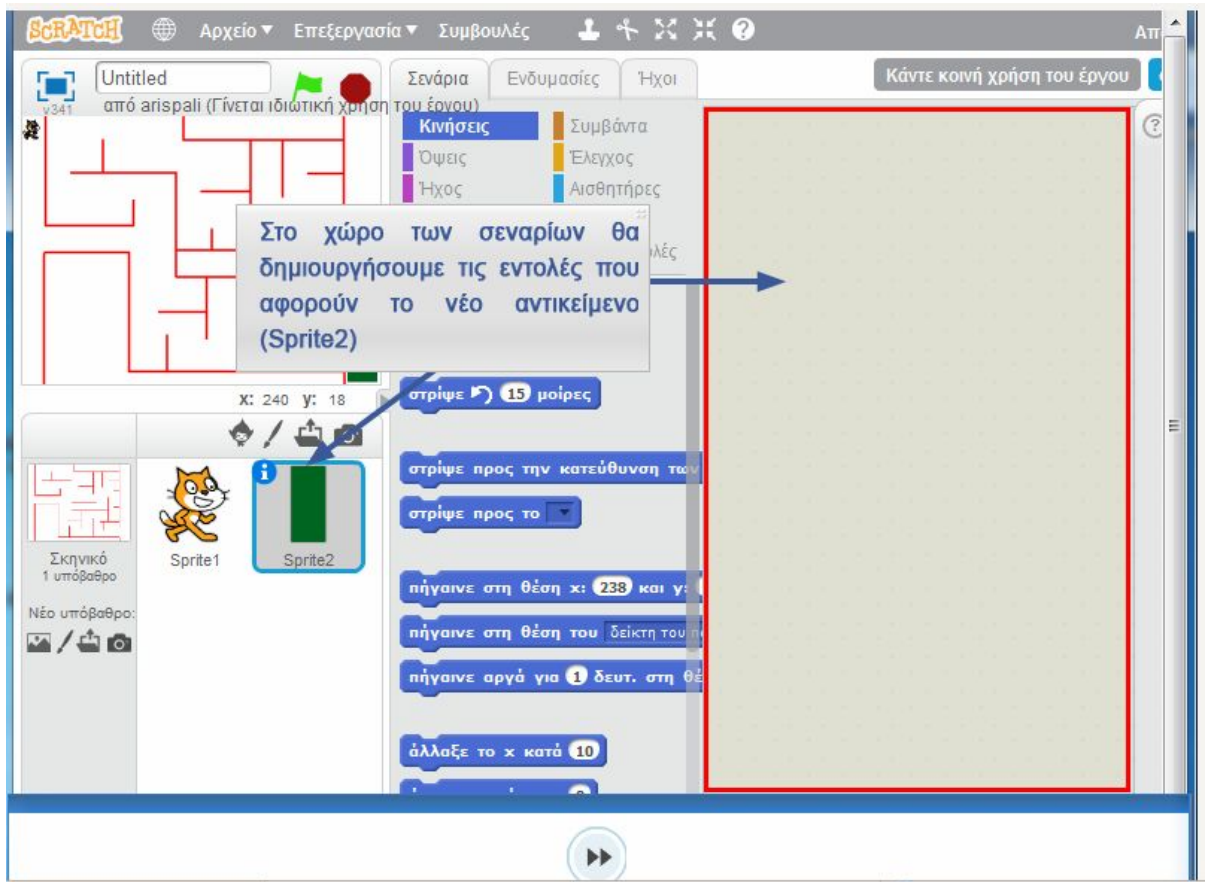 SCRATCH Αρχείο Επεξεργασία Συμβουλές
Untitled
v341
από arispali (Γίνεται ιδιωτική χρήση του έργου)
Σενάρια Ενδυμασίες Ήχοι
Κάντε κοινή χρήση του έργου
Κινήσεις Συμβάντα
Όψεις Έλεγχος
Ήχος Αισθητήρες
Στο χώρο των σεναρίων θα
δημιουργήσουμε τις εντολές που
αφορούν το νέο αντικείμενο
(Sprite2)
x: 240 y: 18
στρίψε 15 μοίρες
στρίψε προς την κατεύθυνση των
στρίψε προς το
πήγαινε στη θέση x: 238 και y:
πήγαινε στη θέση του δείκτη του
πήγαινε αργά για 1 δευτ. στη
άλλαξε το x κατά 10
Sprite1
Sprite2
Σκηνικό
1 υπόβαθρο
Νέο υπόβαθρο: